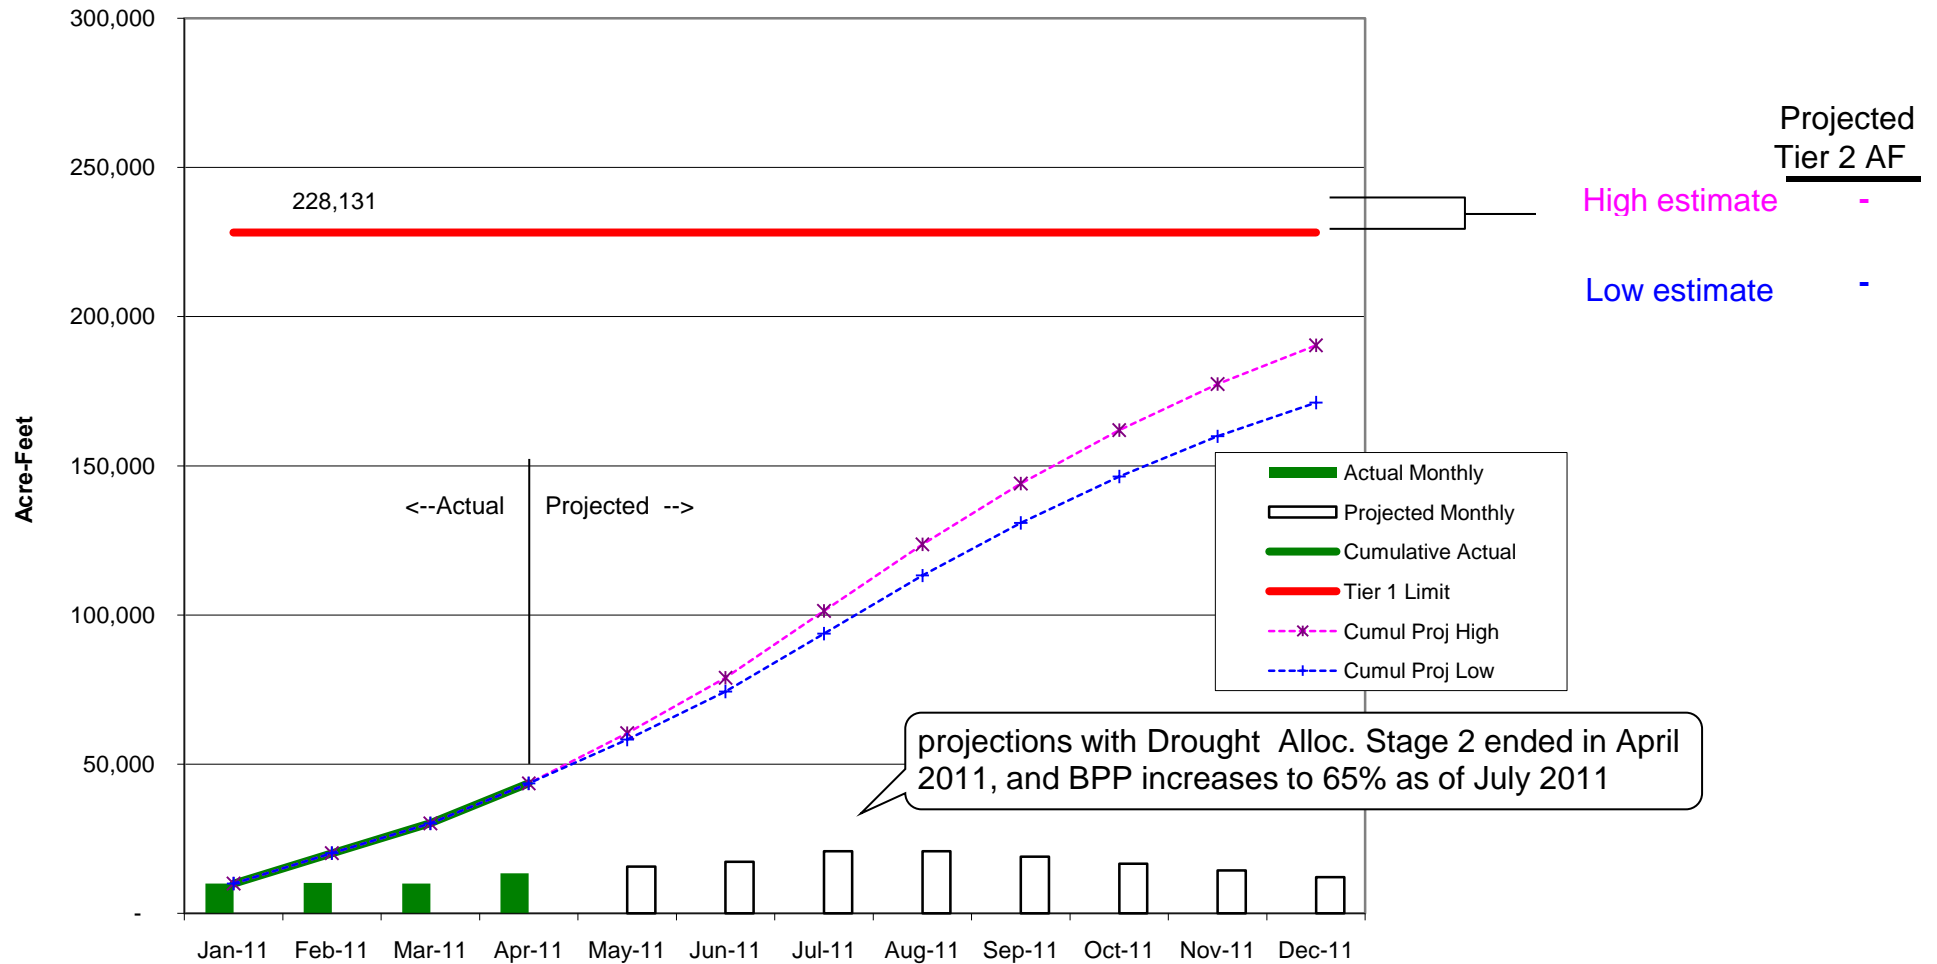 300,000
250,000
200,000
150,000
100,000
50,000
-
Acre-Feet
228,131
<--Actual
Projected -->
Projected
Tier 2 AF
High estimate -
Low estimate -
Actual Monthly
Projected Monthly
Cumulative Actual
Tier 1 Limit
Cumul Proj High
Cumul Proj Low
projections with Drought Alloc. Stage 2 ended in April
2011, and BPP increases to 65% as of July 2011
Jan-11 Feb-11 Mar-11 Apr-11 May-11 Jun-11 Jul-11 Aug-11 Sep-11 Oct-11 Nov-11 Dec-11